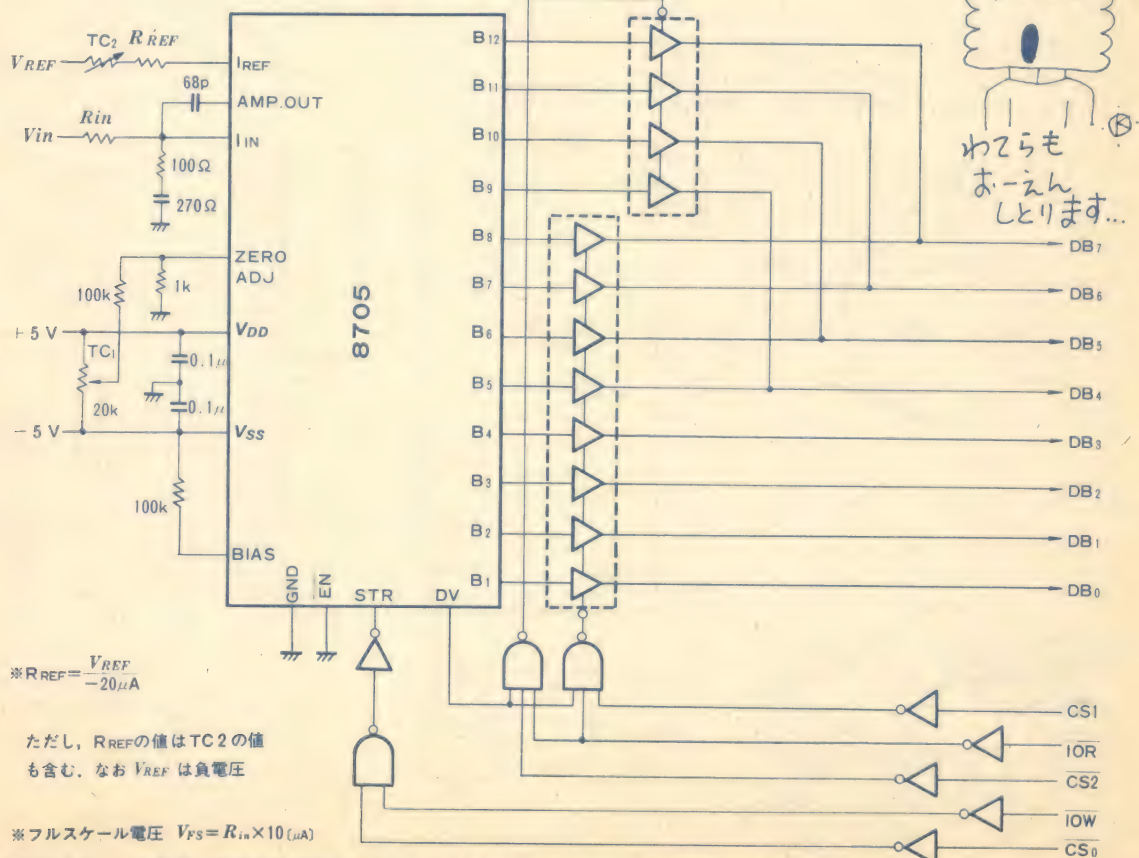 TC2 R REF
VREF
IREF
68p
AMP.OUT
Rin
Vin
IIN
100Ω
270Ω
ZERO
ADJ
100k
1k
+5 V
VDD
TC1
0.1μ
20k
0.1μ
-5 V
VSS
100k
BIAS
GND
EN
STR
DV
8705
B12
B11
B10
B9
B8
B7
B6
B5
B4
B3
B2
B1
K
わてらも
おーえん
しとります...
DB7
DB6
DB5
DB4
DB3
DB2
DB1
DB0
CS1
IOR
CS2
IOW
CS0
※RREF=VREF/-20μA
ただし，RREFの値はTC2の値
も含む．なおVREFは負電圧
※フルスケール電圧 VFS=Rin×10(μA)